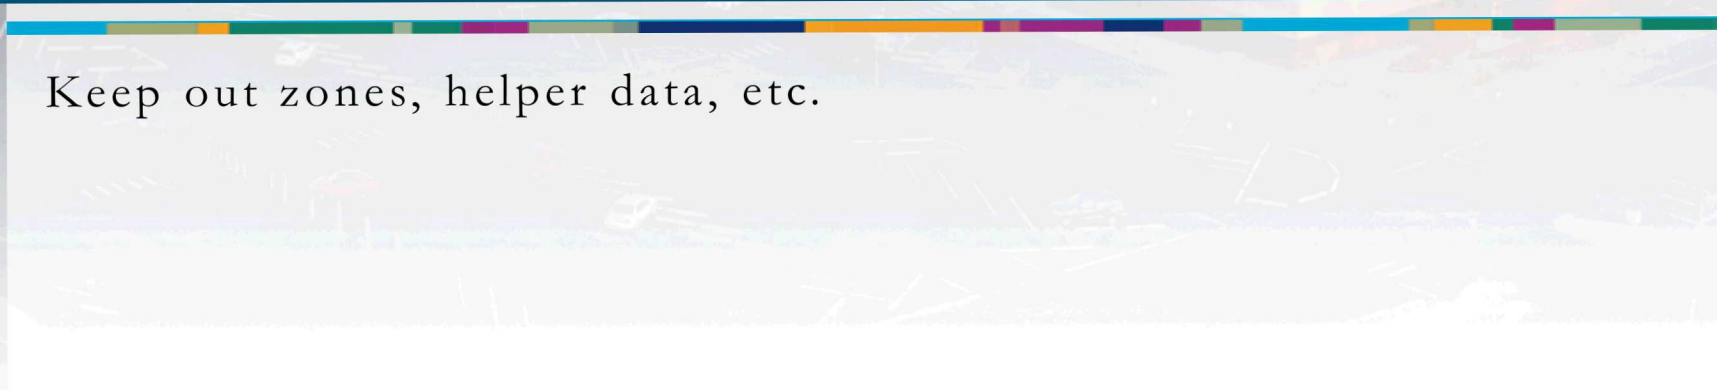 Keep out zones, helper data, etc.